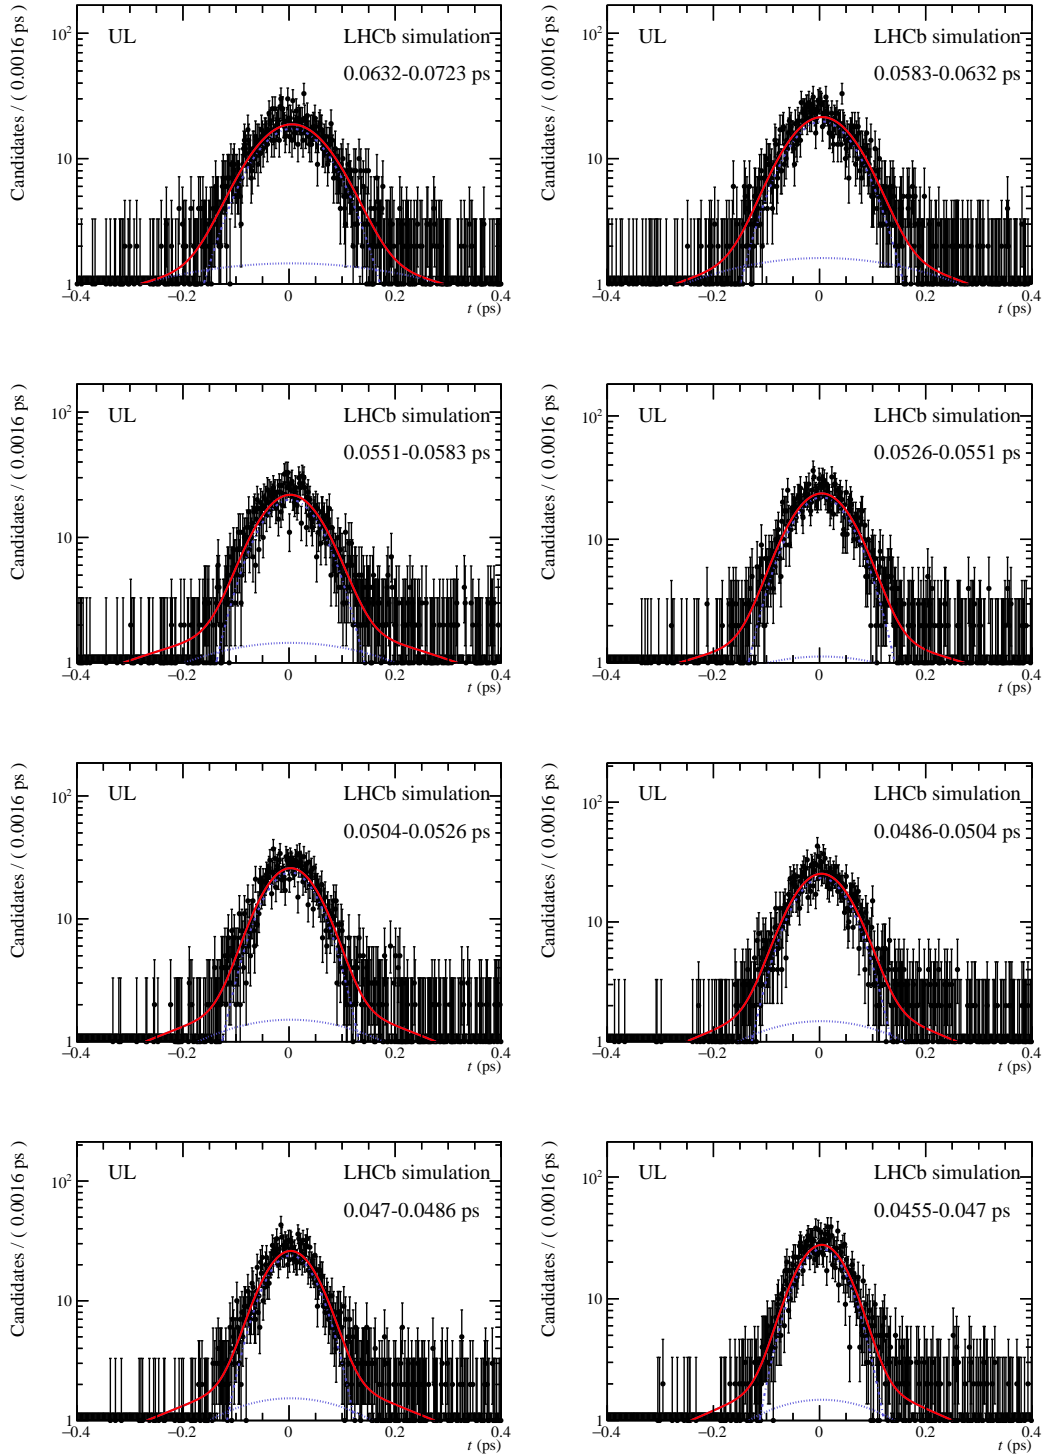 Candidates / ( 0.0016 ps )
10²
10
1
UL
LHCb simulation
0.0632-0.0723 ps
−0.4 −0.2 0 0.2 0.4
t (ps)
Candidates / ( 0.0016 ps )
10²
10
1
UL
LHCb simulation
0.0583-0.0632 ps
−0.4 −0.2 0 0.2 0.4
t (ps)
Candidates / ( 0.0016 ps )
10²
10
1
UL
LHCb simulation
0.0551-0.0583 ps
−0.4 −0.2 0 0.2 0.4
t (ps)
Candidates / ( 0.0016 ps )
10²
10
1
UL
LHCb simulation
0.0526-0.0551 ps
−0.4 −0.2 0 0.2 0.4
t (ps)
Candidates / ( 0.0016 ps )
10²
10
1
UL
LHCb simulation
0.0504-0.0526 ps
−0.4 −0.2 0 0.2 0.4
t (ps)
Candidates / ( 0.0016 ps )
10²
10
1
UL
LHCb simulation
0.0486-0.0504 ps
−0.4 −0.2 0 0.2 0.4
t (ps)
Candidates / ( 0.0016 ps )
10²
10
1
UL
LHCb simulation
0.047-0.0486 ps
−0.4 −0.2 0 0.2 0.4
t (ps)
Candidates / ( 0.0016 ps )
10²
10
1
UL
LHCb simulation
0.0455-0.047 ps
−0.4 −0.2 0 0.2 0.4
t (ps)